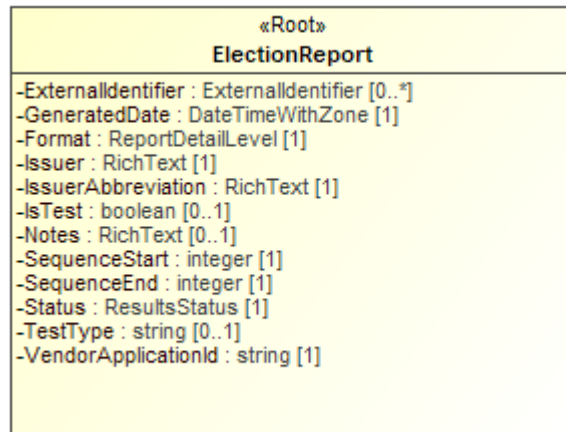 «Root»
ElectionReport
-ExternalIdentifier : ExternalIdentifier [0..*]
-GeneratedDate : DateTimeWithZone [1]
-Format : ReportDetailLevel [1]
-Issuer : RichText [1]
-IssuerAbbreviation : RichText [1]
-IsTest : boolean [0..1]
-Notes : RichText [0..1]
-SequenceStart : integer [1]
-SequenceEnd : integer [1]
-Status : ResultsStatus [1]
-TestType : string [0..1]
-VendorApplicationId : string [1]